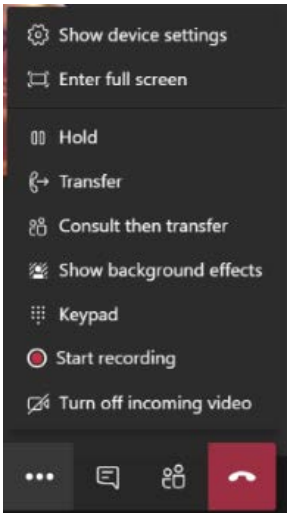 Show device settings
Enter full screen
Hold
Transfer
Consult then transfer
Show background effects
Keypad
Start recording
Turn off incoming video